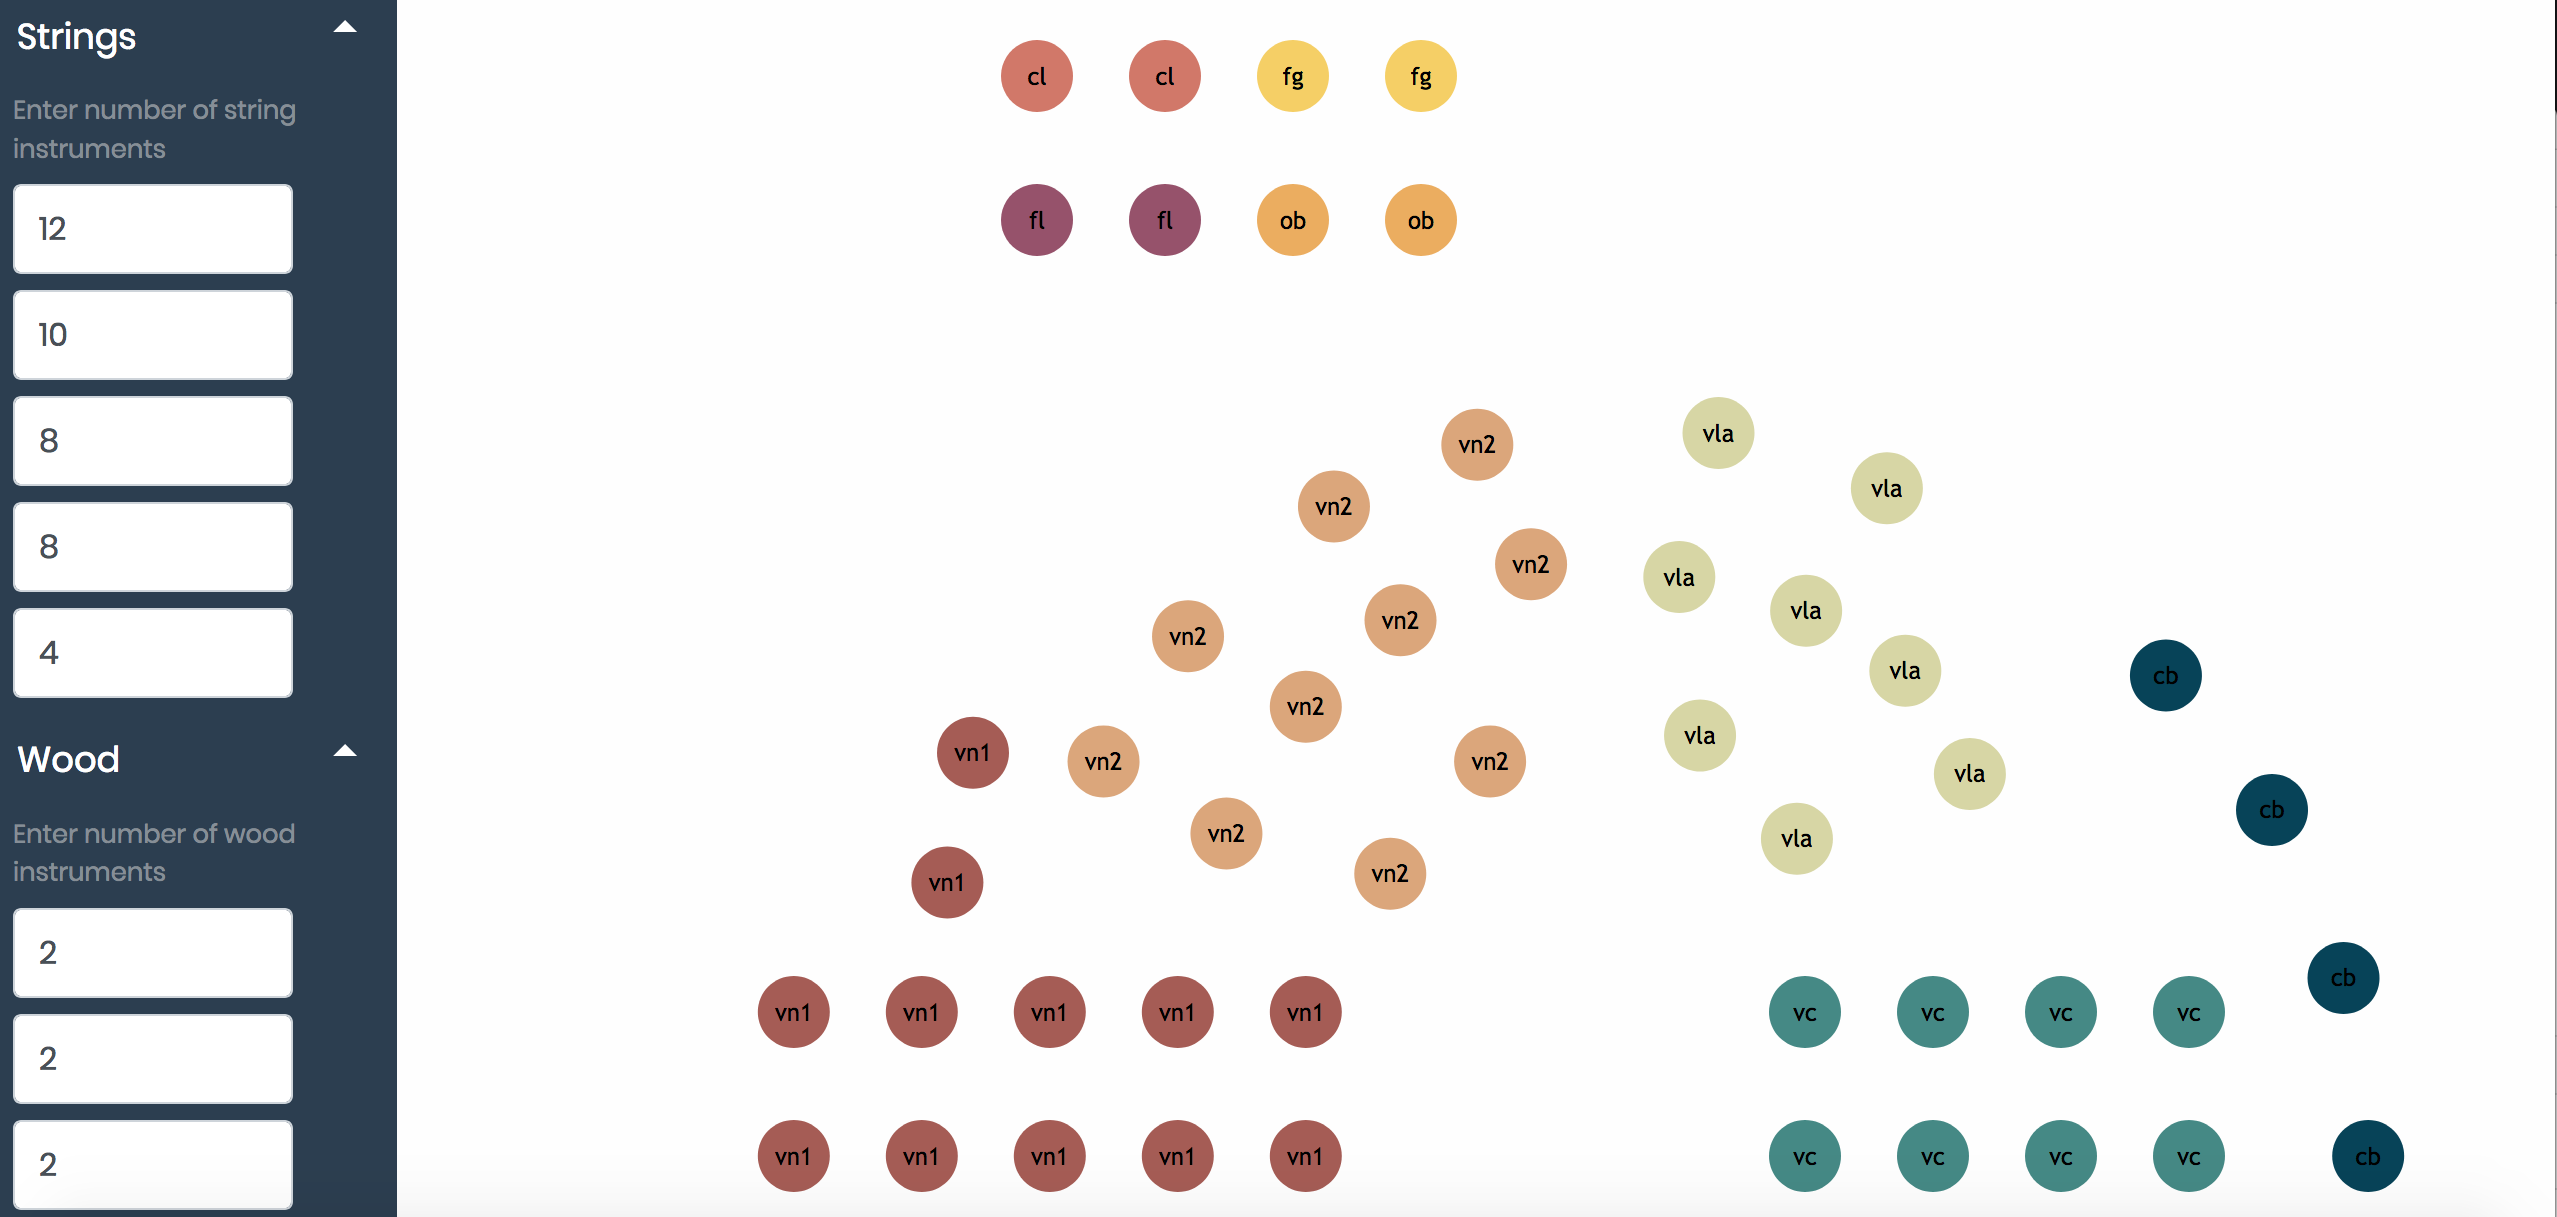 Strings
Enter number of string
instruments
12
10
8
8
4
Wood
Enter number of wood
instruments
2
2
2
cl cl fg fg
fl fl ob ob
vla
vn2
vla
vn2
vn2
vla
vla
vn2
vn2
vla
cb
vn2
vla
vn1
vn2
vn2
vla
cb
vn2
vla
vn2
vn1
cb
vn1 vn1 vn1 vn1 vn1 vc vc vc vc
vn1 vn1 vn1 vn1 vn1 vc vc vc vc cb